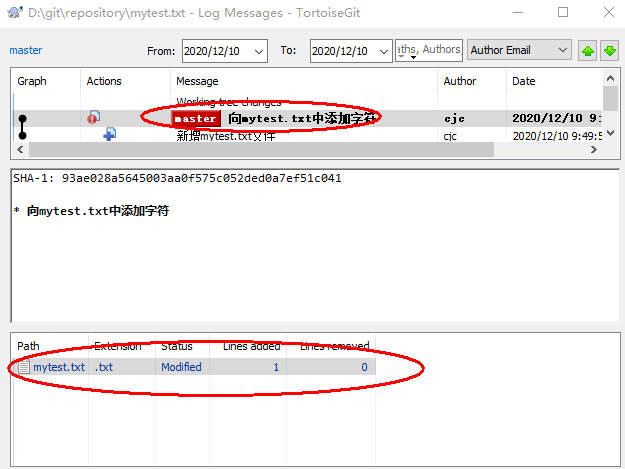 D:\git\repository\mytest.txt - Log Messages - TortoiseGit
master From: 2020/12/10 To: 2020/12/10 aths, Authors Author Email
Graph Actions Message Author Date
Working tree changes
master 向mytest.txt中添加字符 cjc 2020/12/10 9:
新增mytest.txt文件 cjc 2020/12/10 9:49:5
SHA-1: 93ae028a5645003aa0f575c052ded0a7ef51c041
* 向mytest.txt中添加字符
Path Extension Status Lines added Lines removed
mytest.txt .txt Modified 1 0